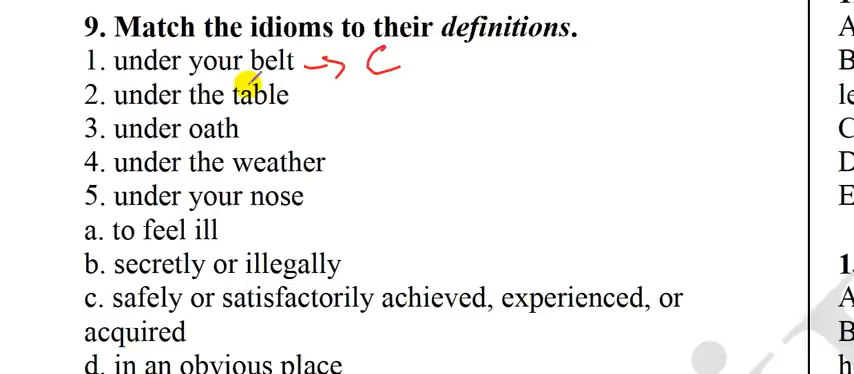 9. Match the idioms to their definitions.
1. under your belt → C
2. under the table
3. under oath
4. under the weather
5. under your nose
a. to feel ill
b. secretly or illegally
c. safely or satisfactorily achieved, experienced, or
acquired
d. in an obvious place
A
B
le
C
D
E
A
B